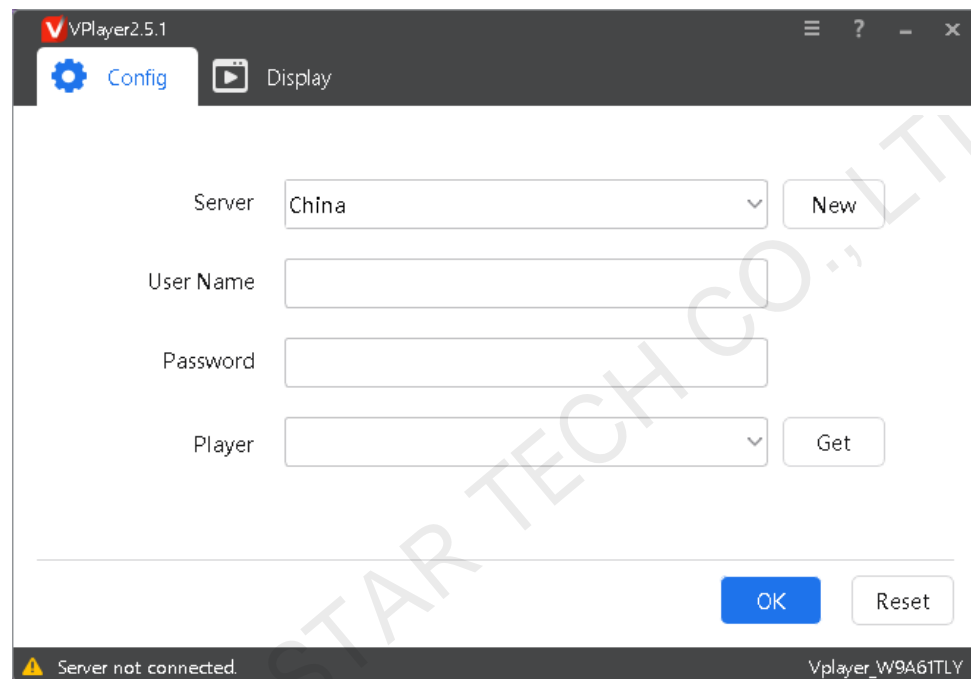 VPlayer2.5.1
Config Display
Server China New
User Name
Password
Player Get
OK Reset
Server not connected. Vplayer_W9A61TLY
STAR TECH CO., LT